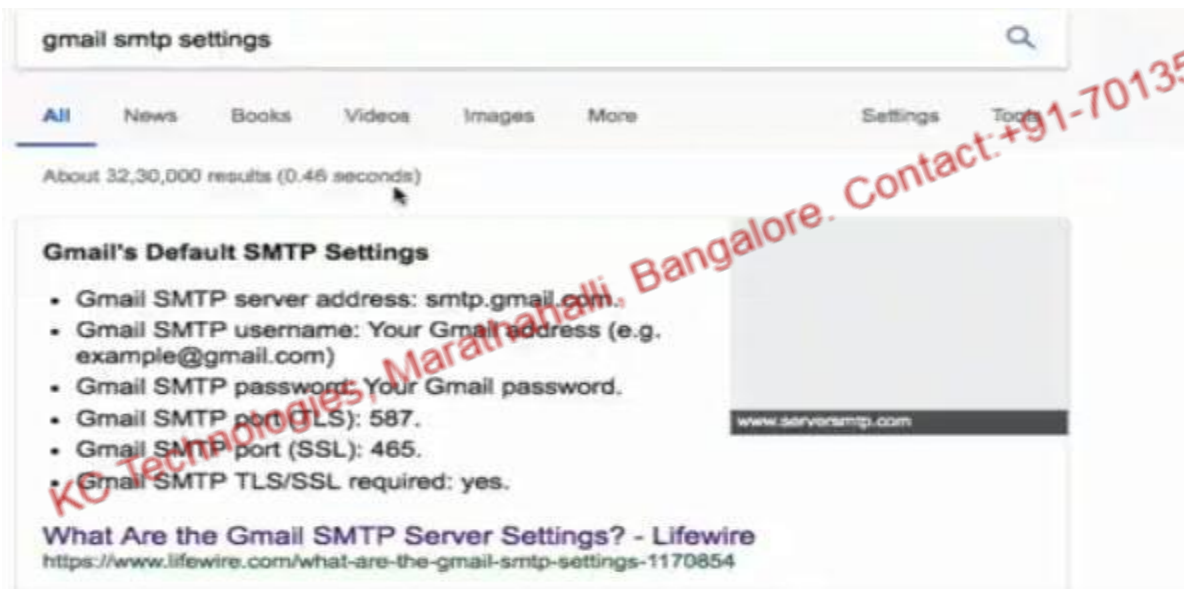 gmail smtp settings
All News Books Videos Images More Settings Tools
About 32,30,000 results (0.46 seconds)
Gmail's Default SMTP Settings
• Gmail SMTP server address: smtp.gmail.com.
• Gmail SMTP username: Your Gmail address (e.g.
example@gmail.com)
• Gmail SMTP password: Your Gmail password.
• Gmail SMTP port (TLS): 587.
• Gmail SMTP port (SSL): 465.
• Gmail SMTP TLS/SSL required: yes.
www.serversmtp.com
What Are the Gmail SMTP Server Settings? - Lifewire
https://www.lifewire.com/what-are-the-gmail-smtp-settings-1170854
KC Technologies, Marathahalli, Bangalore. Contact:+91-70135